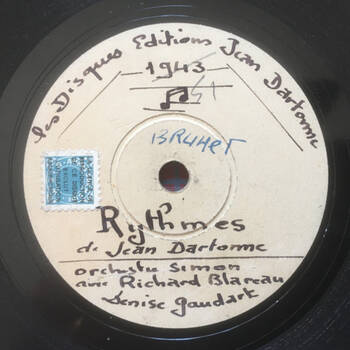 Les Disques Editions Jean Dartonne
1943
BRUHET
Rythmes
de Jean Dartonne
orchestre Simon
avec Richard Blareau
Denise Gaudart